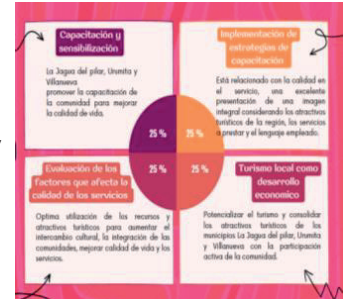 Capacitación y
sensibilización
La Jagua del pilar, Urumita y
Villanueva
promover la capacitación de
la comunidad para mejorar
la calidad de vida.
Implementación de
estrategias de
capacitación
Está relacionado con la calidad en
el servicio, una excelente
presentación de una imagen
integral considerando los atractivos
turísticos de la región, los servicios
a prestar y el lenguaje empleado.
25 %
25 %
25 %
25 %
Evaluación de los
factores que afecta la
calidad de los servicios
Optima utilización de los recursos y
atractivos turísticos para aumentar el
intercambio cultural, la integración de las
comunidades, mejorar calidad de vida y los
servicios.
Turismo local como
desarrollo
economico
Potencializar el turismo y consolidar
los atractivos turísticos de los
municipios La Jagua del pilar, Urumita
y Villanueva con la participación
activa de la comunidad.